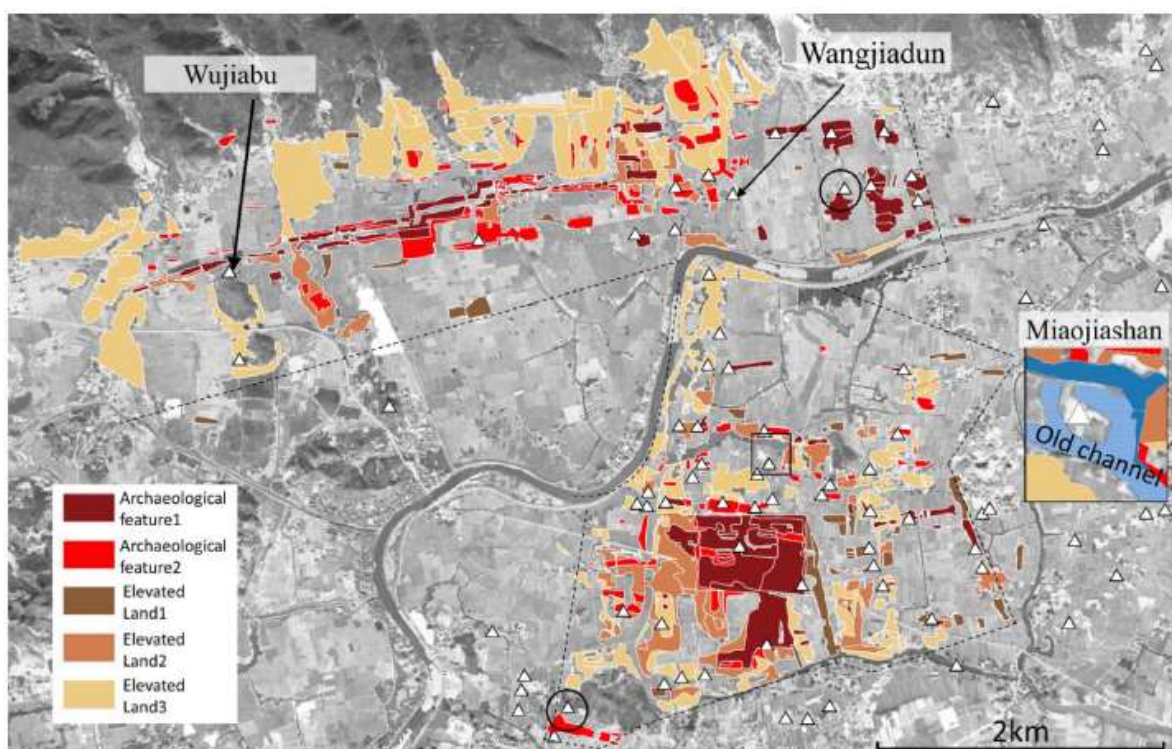 Wujiabu
Wangjiadun
Miaojiashan
Old channel
Archaeological
feature1
Archaeological
feature2
Elevated
Land1
Elevated
Land2
Elevated
Land3
2km